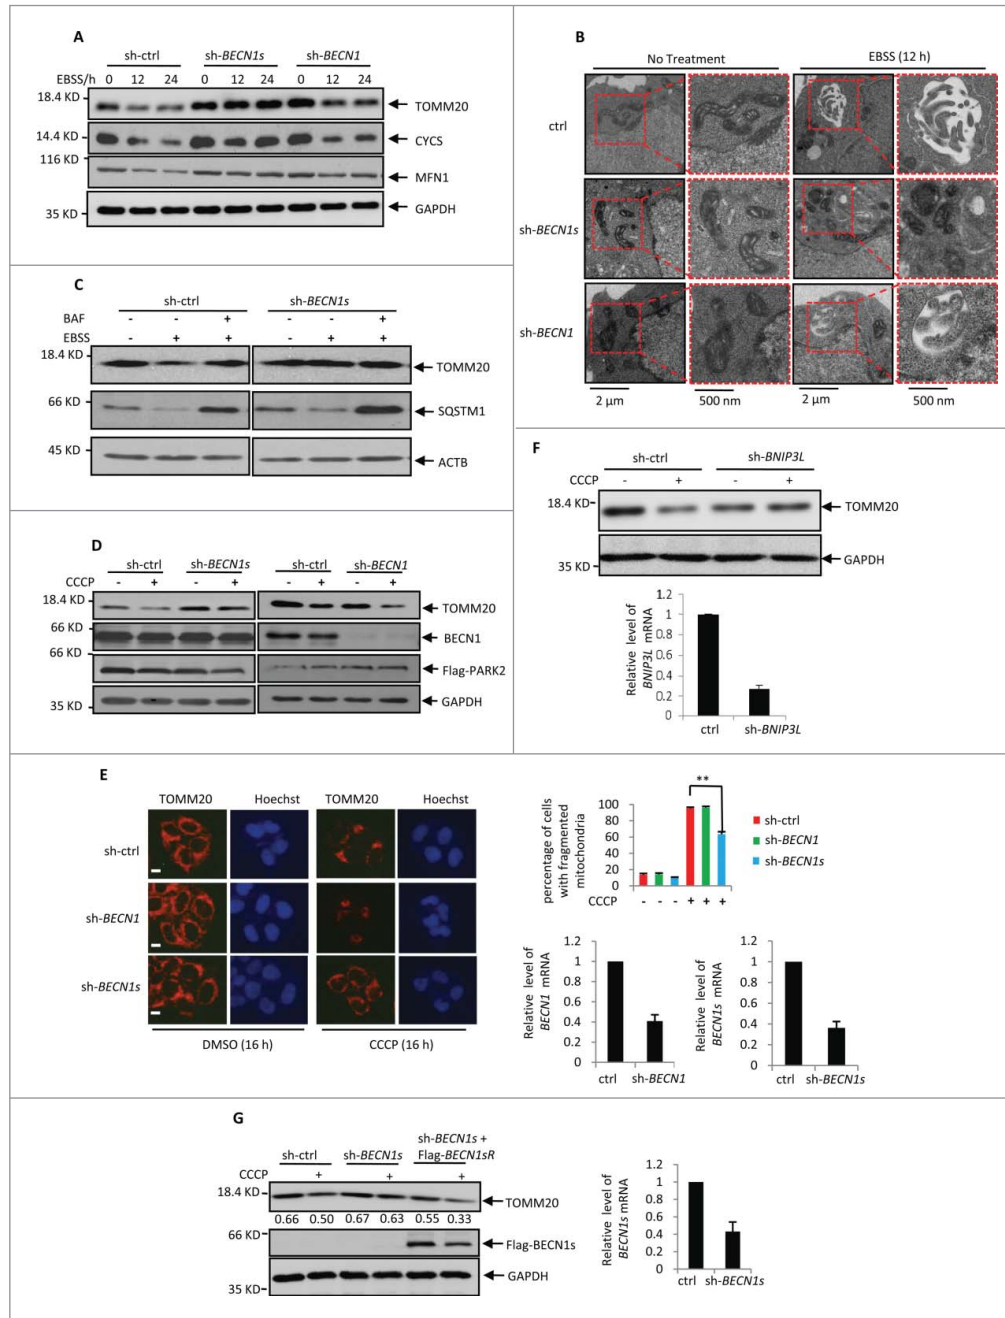 A
sh-ctrl sh-BECN1s sh-BECN1
EBSS/h 0 12 24 0 12 24 0 12 24
18.4 KD
TOMM20
14.4 KD
CYCS
116 KD
MFN1
GAPDH
35 KD
B
No Treatment EBSS (12 h)
ctrl
sh-BECN1s
sh-BECN1
2 μm 500 nm 2 μm 500 nm
C
sh-ctrl sh-BECN1s
BAF - - + - - +
EBSS - + + - + +
18.4 KD
TOMM20
66 KD
SQSTM1
45 KD
ACTB
D
sh-ctrl sh-BECN1s sh-ctrl sh-BECN1
CCCP - + - + - + - +
18.4 KD
TOMM20
66 KD
BECN1
66 KD
Flag-PARK2
GAPDH
35 KD
F
sh-ctrl sh-BNIP3L
CCCP - + - +
18.4 KD
TOMM20
GAPDH
35 KD
Relative level of
BNIP3L mRNA
1.2
1
0.8
0.6
0.4
0.2
0
ctrl sh-BNIP3L
E
TOMM20 Hoechst TOMM20 Hoechst
sh-ctrl
sh-BECN1
sh-BECN1s
DMSO (16 h) CCCP (16 h)
percentage of cells
with fragmented
mitochondria
100
80
60
40
20
0
**
CCCP - - - + + +
sh-ctrl
sh-BECN1
sh-BECN1s
Relative level of
BECN1 mRNA
1.2
1
0.8
0.6
0.4
0.2
0
ctrl sh-BECN1
Relative level of
BECN1s mRNA
1.2
1
0.8
0.6
0.4
0.2
0
ctrl sh-BECN1s
G
sh-BECN1s +
sh-ctrl sh-BECN1s Flag-BECN1sR
CCCP + + +
18.4 KD
TOMM20
0.66 0.50 0.67 0.63 0.55 0.33
66 KD
Flag-BECN1s
GAPDH
35 KD
Relative level of
BECN1s mRNA
1.2
1
0.8
0.6
0.4
0.2
0
ctrl sh-BECN1s